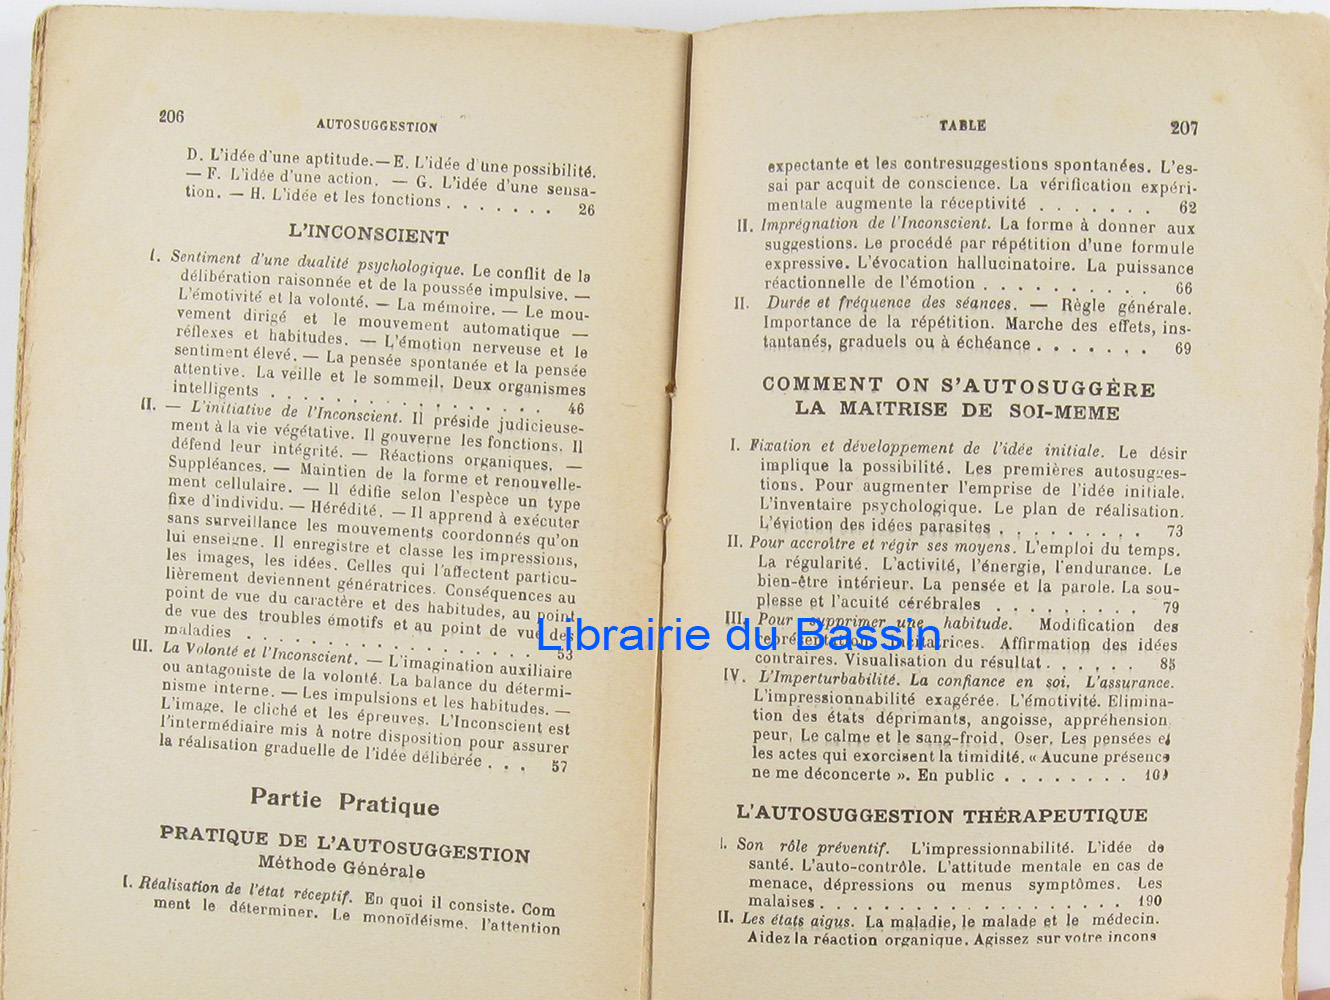 206
AUTOSUGGESTION
D. L'idée d'une aptitude. — E. L'idée d'une possibilité.
— F. L'idée d'une action. — G. L'idée d'une sensa-
tion. — H. L'idée et les fonctions . . . . . . . 26
L'INCONSCIENT
I. Sentiment d'une dualité psychologique. Le conflit de la
délibération raisonnée et de la poussée impulsive. —
L'émotivité et la volonté. — La mémoire. — Le mou-
vement dirigé et le mouvement automatique —
réflexes et habitudes. — L'émotion nerveuse et le
sentiment élevé. — La pensée spontanée et la pensée
attentive. La veille et le sommeil. Deux organismes
intelligents . . . . . . . . . . . . . . 46
II. — L'initiative de l'Inconscient. Il préside judicieuse-
ment à la vie végétative. Il gouverne les fonctions. Il
défend leur intégrité. — Réactions organiques. —
Suppléances. — Maintien de la forme et renouvelle-
ment cellulaire. — Il édifie selon l'espèce un type
fixe d'individu. — Hérédité. — Il apprend à exécuter
sans surveillance les mouvements coordonnés qu'on
lui enseigne. Il enregistre et classe les impressions,
les images, les idées. Celles qui l'affectent particu-
lièrement deviennent génératrices. Conséquences au
point de vue du caractère et des habitudes, au point
de vue des troubles émotifs et au point de vue des
maladies . . . . . . . . . . . . . . . 53
III. La Volonté et l'Inconscient. — L'imagination auxiliaire
ou antagoniste de la volonté. La balance du détermi-
nisme interne. — Les impulsions et les habitudes. —
L'image, le cliché et les épreuves. L'Inconscient est
l'intermédiaire mis à notre disposition pour assurer
la réalisation graduelle de l'idée délibérée . . . 57
Partie Pratique
PRATIQUE DE L'AUTOSUGGESTION
Méthode Générale
I. Réalisation de l'état réceptif. En quoi il consiste. Com
ment le déterminer. Le monoïdéisme, l'attention
TABLE
207
expectante et les contresuggestions spontanées. L'es-
sai par acquit de conscience. La vérification expéri-
mentale augmente la réceptivité . . . . . . . 62
II. Imprégnation de l'Inconscient. La forme à donner aux
suggestions. Le procédé par répétition d'une formule
expressive. L'évocation hallucinatoire. La puissance
réactionnelle de l'émotion . . . . . . . . . . 66
II. Durée et fréquence des séances. — Règle générale.
Importance de la répétition. Marche des effets, ins-
tantanés, graduels ou à échéance . . . . . . . 69
COMMENT ON S'AUTOSUGGÈRE
LA MAITRISE DE SOI-MEME
I. Fixation et développement de l'idée initiale. Le désir
implique la possibilité. Les premières autosugges-
tions. Pour augmenter l'emprise de l'idée initiale.
L'inventaire psychologique. Le plan de réalisation.
L'éviction des idées parasites . . . . . . . . . 73
II. Pour accroître et régir ses moyens. L'emploi du temps.
La régularité. L'activité, l'énergie, l'endurance. Le
bien-être intérieur. La pensée et la parole. La sou-
plesse et l'acuité cérébrales . . . . . . . . . 79
III. Pour supprimer une habitude. Modification des
Librairie du Bassin
représentations incitatrices. Affirmation des idées
contraires. Visualisation du résultat . . . . . . 85
IV. L'Imperturbabilité. La confiance en soi. L'assurance.
L'impressionnabilité exagérée. L'émotivité. Elimina-
tion des états déprimants, angoisse, appréhension
peur, Le calme et le sang-froid. Oser. Les pensées et
les actes qui exorcisent la timidité. « Aucune présence
ne me déconcerte ». En public . . . . . . . .
L'AUTOSUGGESTION THÉRAPEUTIQUE
I. Son rôle préventif. L'impressionnabilité. L'idée de
santé. L'auto-contrôle. L'attitude mentale en cas de
menace, dépressions ou menus symptômes. Les
malaises . . . . . . . . . . . . . . . . . 190
II. Les états aigus. La maladie, le malade et le médecin.
Aidez la réaction organique. Agissez sur votre incons